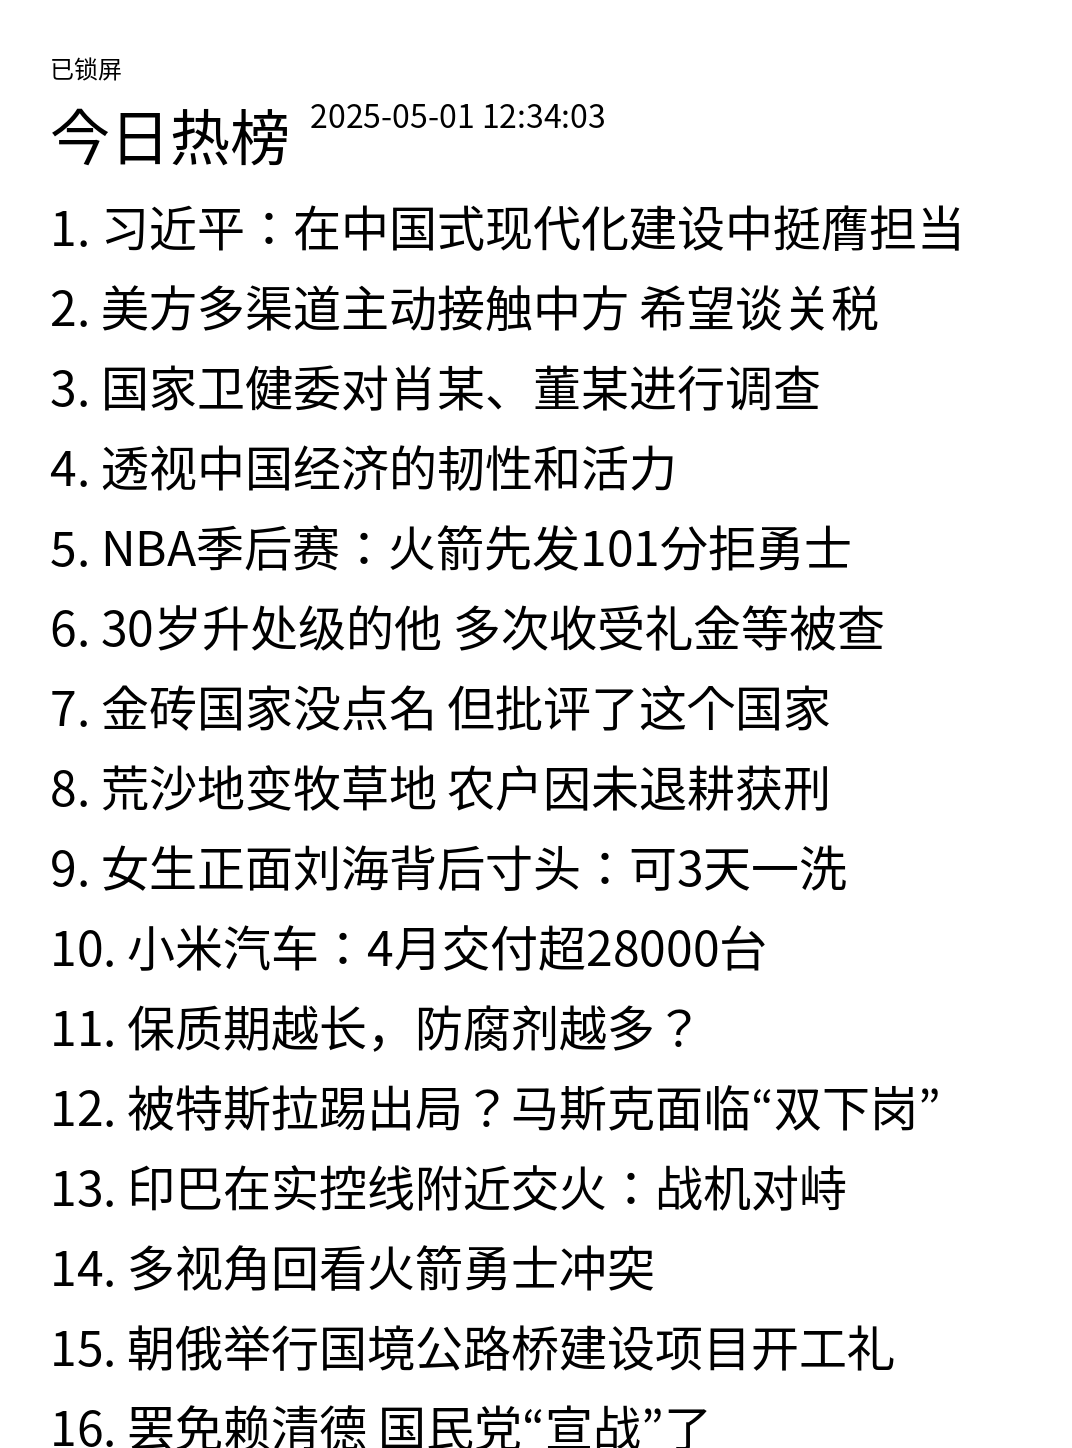 已锁屏
今日热榜 2025-05-01 12:34:03
1. 习近平：在中国式现代化建设中挺膺担当
2. 美方多渠道主动接触中方 希望谈关税
3. 国家卫健委对肖某、董某进行调查
4. 透视中国经济的韧性和活力
5. NBA季后赛：火箭先发101分拒勇士
6. 30岁升处级的他 多次收受礼金等被查
7. 金砖国家没点名 但批评了这个国家
8. 荒沙地变牧草地 农户因未退耕获刑
9. 女生正面刘海背后寸头：可3天一洗
10. 小米汽车：4月交付超28000台
11. 保质期越长，防腐剂越多？
12. 被特斯拉踢出局？马斯克面临“双下岗”
13. 印巴在实控线附近交火：战机对峙
14. 多视角回看火箭勇士冲突
15. 朝俄举行国境公路桥建设项目开工礼
16. 罢免赖清德 国民党“宣战”了